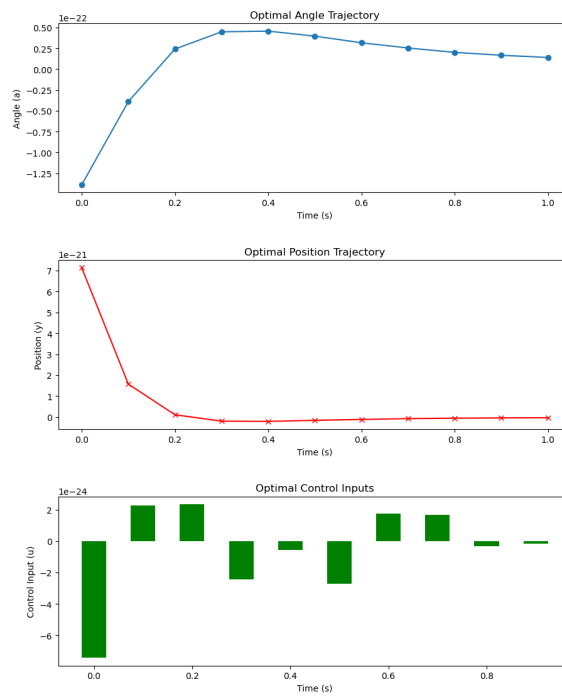 Optimal Angle Trajectory
1e−22
0.50
0.25
0.00
−0.25
−0.50
−0.75
−1.00
−1.25
Angle (a)
0.0 0.2 0.4 0.6 0.8 1.0
Time (s)
Optimal Position Trajectory
1e−21
7
6
5
4
3
2
1
0
Position (y)
0.0 0.2 0.4 0.6 0.8 1.0
Time (s)
Optimal Control Inputs
1e−24
2
0
−2
−4
−6
Control Input (u)
0.0 0.2 0.4 0.6 0.8
Time (s)